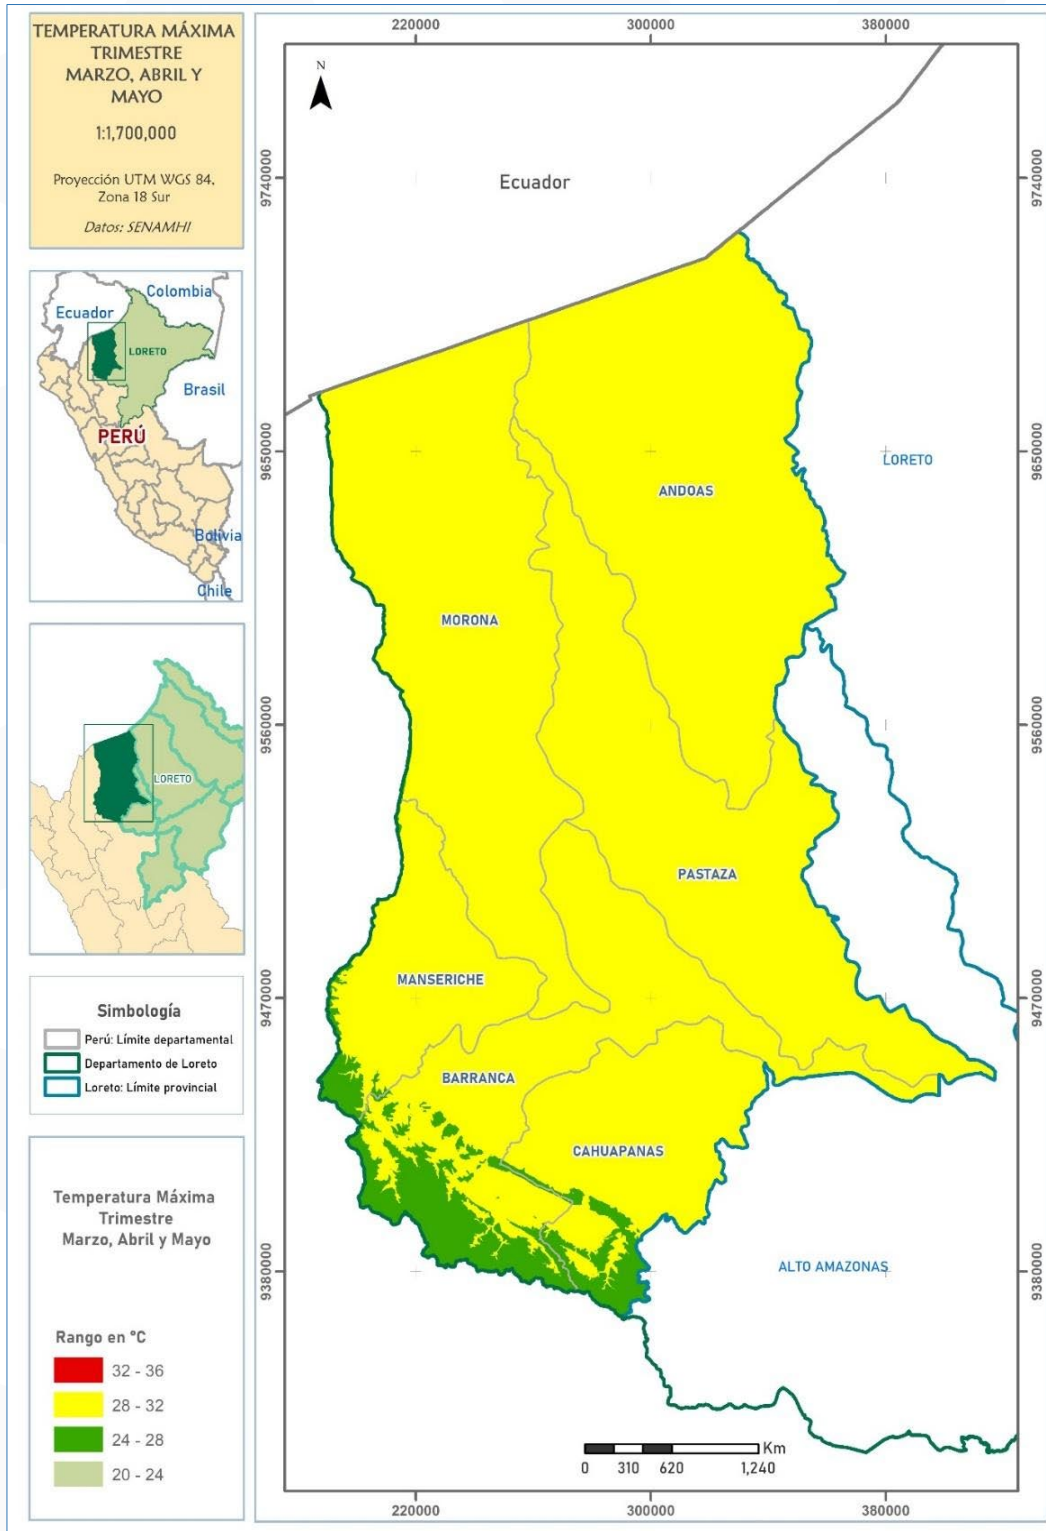 TEMPERATURA MÁXIMA
TRIMESTRE
MARZO, ABRIL Y
MAYO
1:1,700,000
Proyección UTM WGS 84,
Zona 18 Sur
Datos: SENAMHI
Colombia
Ecuador
LORETO
Brasil
PERÚ
Bolivia
Chile
LORETO
Simbología
Perú: Límite departamental
Departamento de Loreto
Loreto: Límite provincial
Temperatura Máxima
Trimestre
Marzo, Abril y Mayo
Rango en °C
32 - 36
28 - 32
24 - 28
20 - 24
220000 300000 380000
N
9740000 9740000
Ecuador
9650000 9650000
LORETO
ANDOAS
MORONA
9560000 9560000
PASTAZA
MANSERICHE
9470000 9470000
BARRANCA
CAHUAPANAS
9380000 9380000
ALTO AMAZONAS
Km
0 310 620 1,240
220000 300000 380000